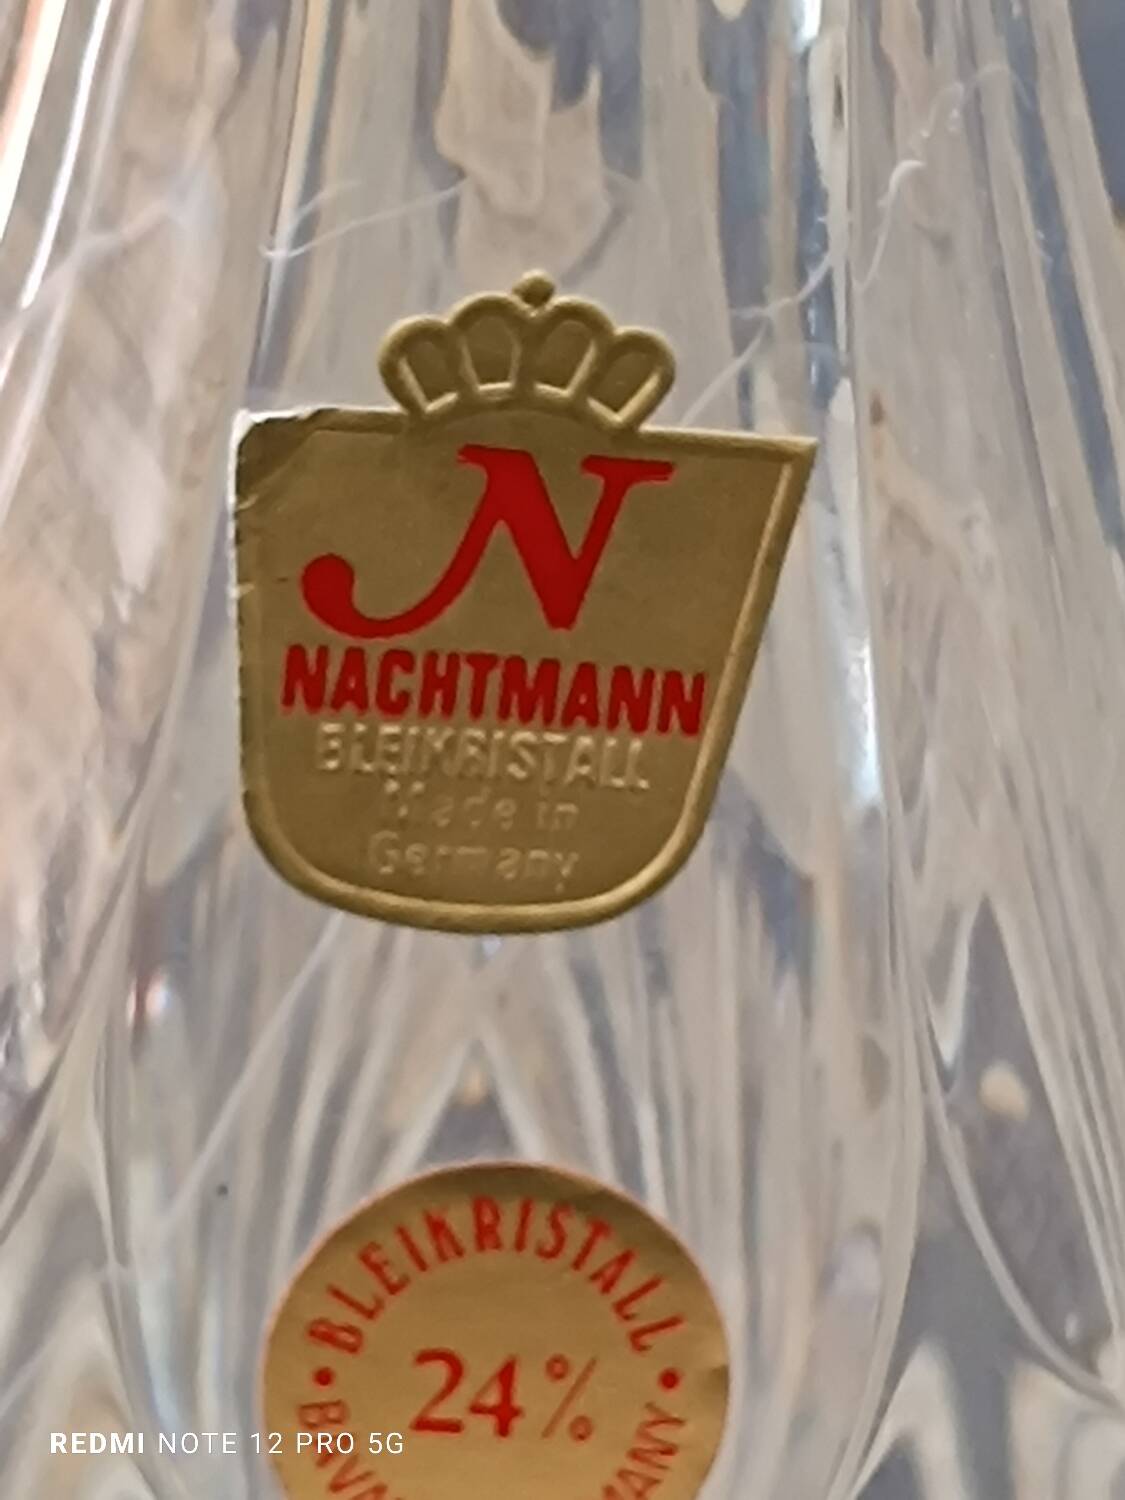 N
NACHTMANN
BLEIKRISTALL
Made in
Germany
• BLEIKRISTALL •
24%
REDMI NOTE 12 PRO 5G